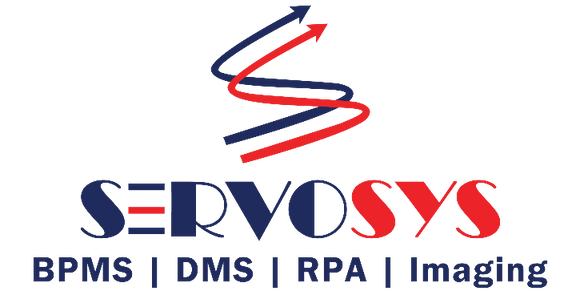 SERVOSYS
BPMS | DMS | RPA | Imaging